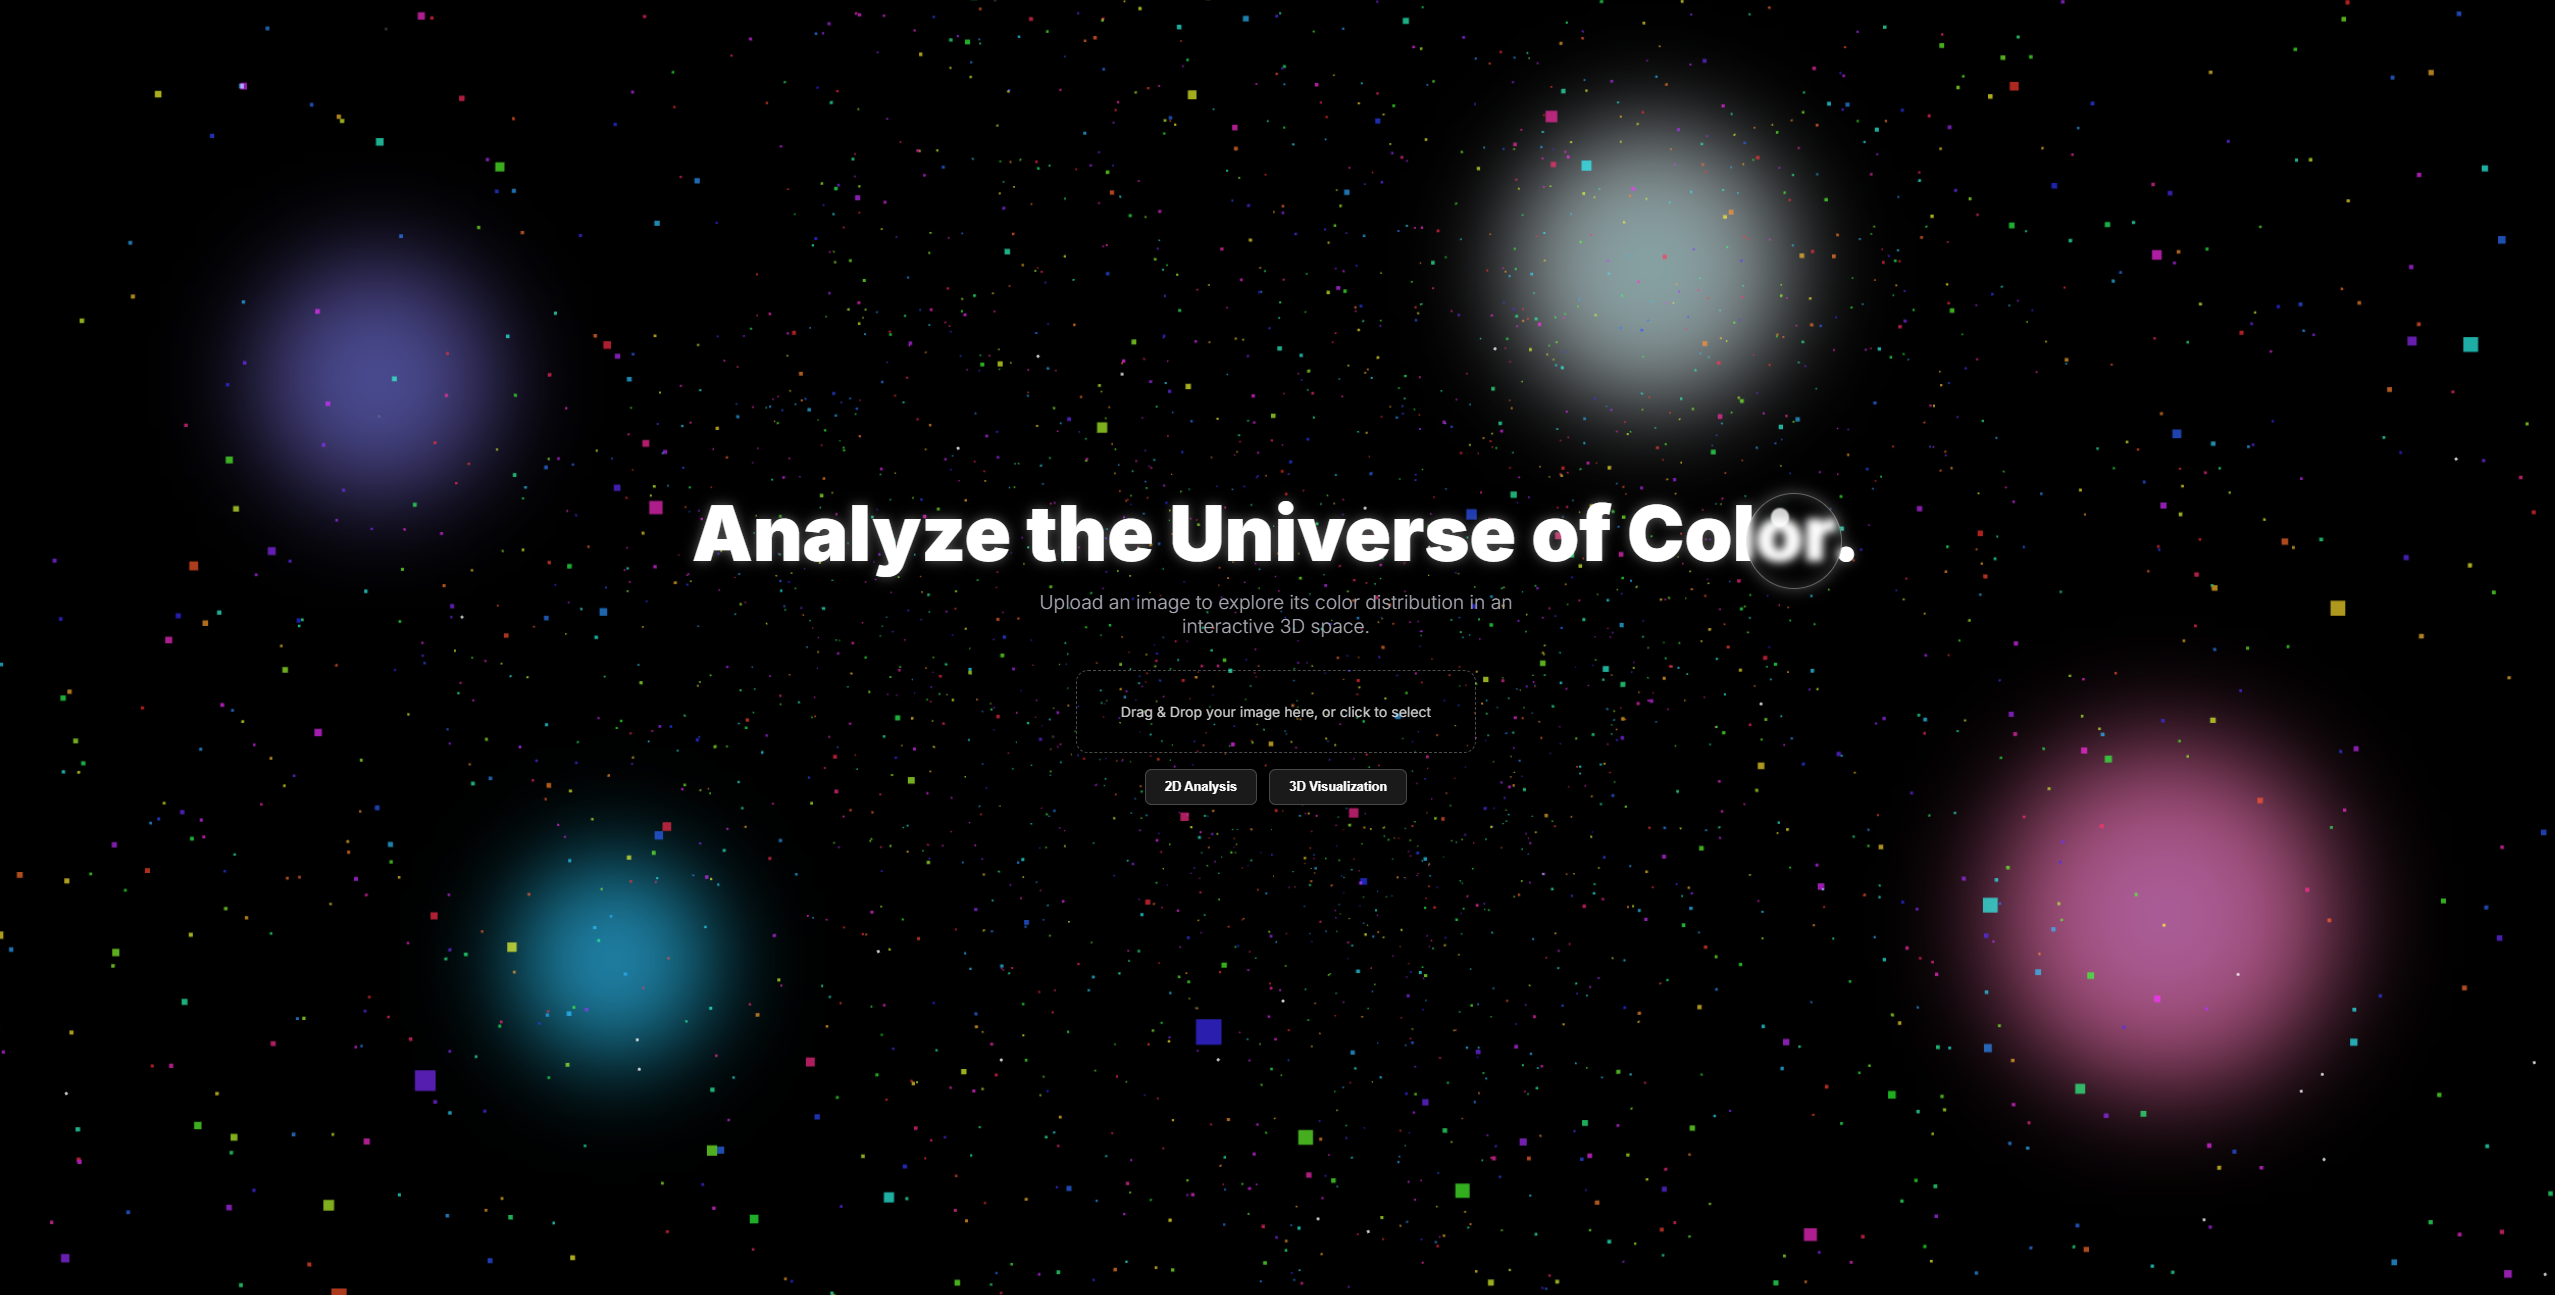 Analyze the Universe of Color.
Upload an image to explore its color distribution in an
interactive 3D space.
Drag & Drop your image here, or click to select
2D Analysis
3D Visualization